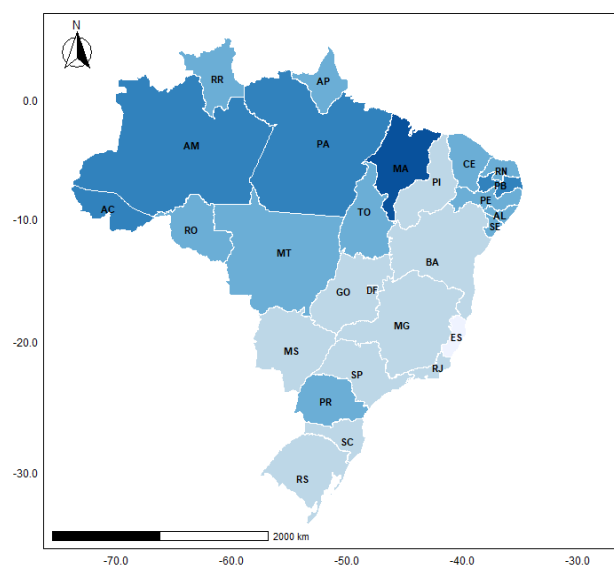 N
RR
AP
0.0
AM
PA
MA
CE
RN
PI
PB
TO
PE
AC
AL
-10.0
SE
RO
MT
BA
GO
DF
MG
ES
-20.0
MS
RJ
SP
PR
SC
-30.0
RS
2000 km
-70.0 -60.0 -50.0 -40.0 -30.0